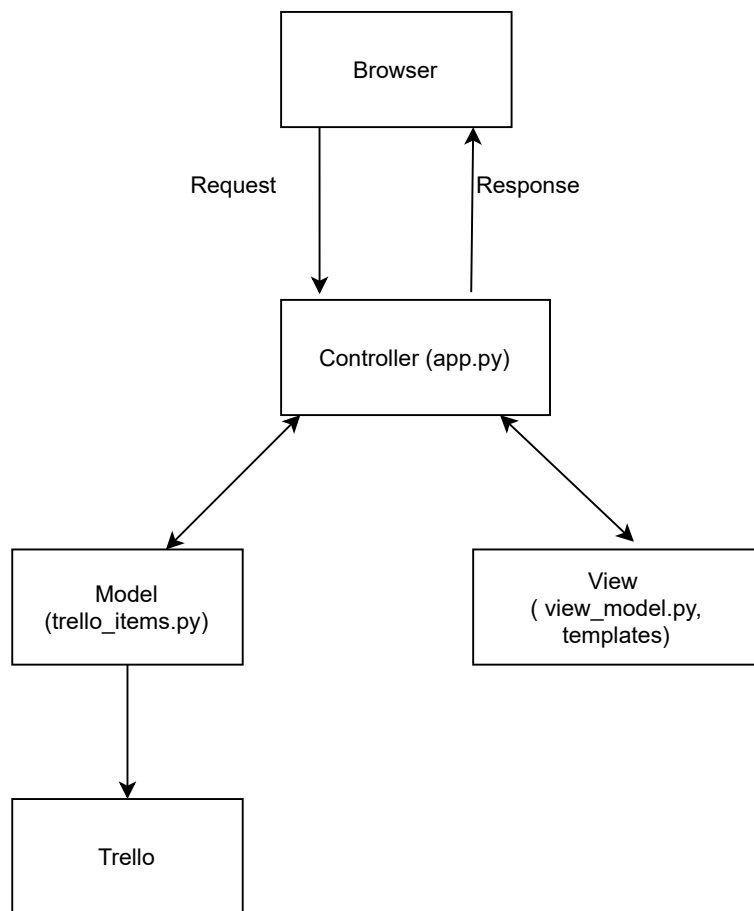 Browser
Request
Response
Controller (app.py)
Model
(trello_items.py)
View
( view_model.py,
templates)
Trello